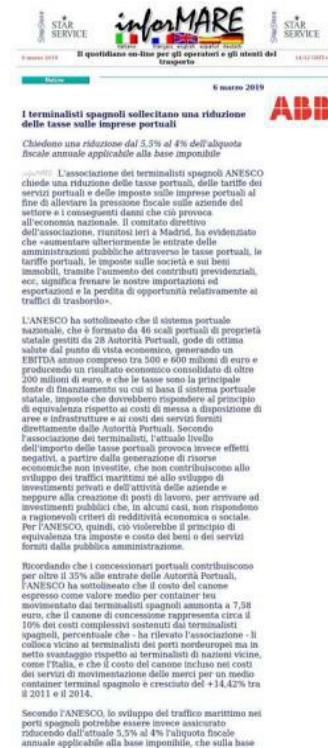 STAR
SERVICE
inforMARE
STAR
SERVICE
8 marzo 2019
Il quotidiano on-line per gli operatori e gli utenti del
trasporto
Notizie
6 marzo 2019
ABB
I terminalisti spagnoli sollecitano una riduzione
delle tasse sulle imprese portuali
Chiedono una riduzione dal 5,5% al 4% dell'aliquota
fiscale annuale applicabile alla base imponibile
L'associazione dei terminalisti spagnoli ANESCO
chiede una riduzione delle tasse portuali, delle tariffe dei
servizi portuali e delle imposte sulle imprese portuali al
fine di alleviare la pressione fiscale sulle aziende del
settore e i conseguenti danni che ciò provoca
all'economia nazionale. Il comitato direttivo
dell'associazione, riunitosi ieri a Madrid, ha evidenziato
che «aumentare ulteriormente le entrate delle
amministrazioni pubbliche attraverso le tasse portuali, le
tariffe portuali, le imposte sulle società e sui beni
immobili, tramite l'aumento dei contributi previdenziali,
ecc, significa frenare le nostre importazioni ed
esportazioni e la perdita di opportunità relativamente ai
traffici di trasbordo».
L'ANESCO ha sottolineato che il sistema portuale
nazionale, che è formato da 46 scali portuali di proprietà
statale gestiti da 28 Autorità Portuali, gode di ottima
salute dal punto di vista economico, generando un
EBITDA annuo compreso tra 500 e 600 milioni di euro e
producendo un risultato economico consolidato di oltre
200 milioni di euro, e che le tasse sono la principale
fonte di finanziamento su cui si basa il sistema portuale
statale, imposte che dovrebbero rispondere al principio
di equivalenza rispetto ai costi di messa a disposizione di
aree e infrastrutture e ai costi dei servizi forniti
direttamente dalle Autorità Portuali. Secondo
l'associazione dei terminalisti, l'attuale livello
dell'importo delle tasse portuali provoca invece effetti
negativi, a partire dalla generazione di risorse
economiche non investite, che non contribuiscono allo
sviluppo dei traffici marittimi né allo sviluppo di
investimenti privati e dell'attività delle aziende e
neppure alla creazione di posti di lavoro, per arrivare ad
investimenti pubblici che, in alcuni casi, non rispondono
a ragionevoli criteri di redditività economica o sociale.
Per l'ANESCO, quindi, ciò violerebbe il principio di
equivalenza tra imposte e costo dei beni o dei servizi
forniti dalla pubblica amministrazione.
Ricordando che i concessionari portuali contribuiscono
per oltre il 35% alle entrate delle Autorità Portuali,
l'ANESCO ha sottolineato che il costo del canone
espresso come valore medio per container teu
movimentato dai terminalisti spagnoli ammonta a 7,58
euro, che il canone di concessione rappresenta circa il
10% dei costi complessivi sostenuti dai terminalisti
spagnoli, percentuale che - ha rilevato l'associazione - li
colloca vicino ai terminalisti dei porti nordeuropei ma in
netto svantaggio rispetto ai terminalisti di nazioni vicine,
come l'Italia, e che il costo del canone incluso nei costi
dei servizi di movimentazione delle merci per un medio
container terminal spagnolo è cresciuto del +14,42% tra
il 2011 e il 2014.
Secondo l'ANESCO, lo sviluppo del traffico marittimo nei
porti spagnoli potrebbe essere invece assicurato
riducendo dall'attuale 5,5% al 4% l'aliquota fiscale
annuale applicabile alla base imponibile, che sulla base